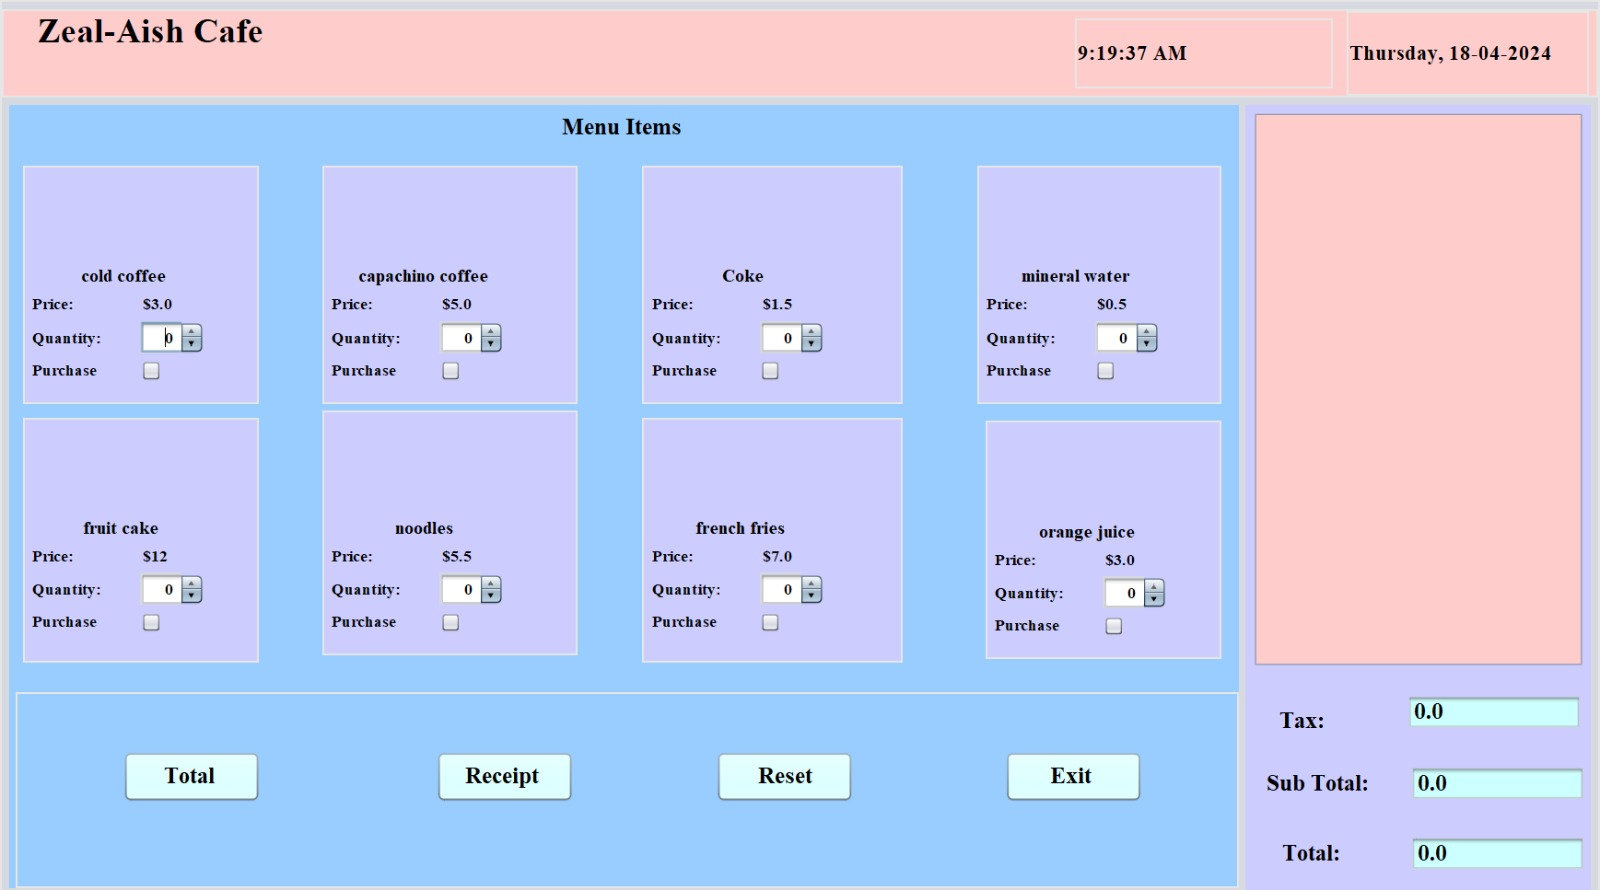 Zeal-Aish Cafe
9:19:37 AM
Thursday, 18-04-2024
Menu Items
cold coffee
Price: $3.0
Quantity: 0
Purchase
capachino coffee
Price: $5.0
Quantity: 0
Purchase
Coke
Price: $1.5
Quantity: 0
Purchase
mineral water
Price: $0.5
Quantity: 0
Purchase
fruit cake
Price: $12
Quantity: 0
Purchase
noodles
Price: $5.5
Quantity: 0
Purchase
french fries
Price: $7.0
Quantity: 0
Purchase
orange juice
Price: $3.0
Quantity: 0
Purchase
Total
Receipt
Reset
Exit
Tax: 0.0
Sub Total: 0.0
Total: 0.0